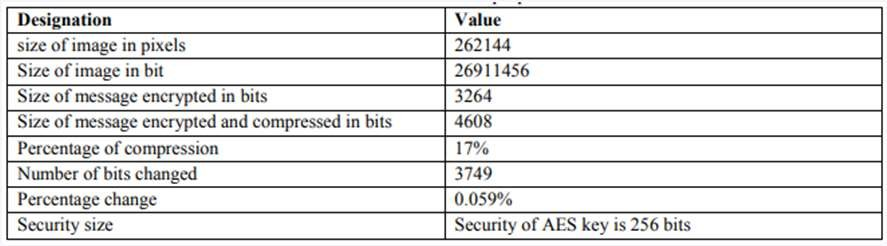 Designation Value
size of image in pixels 262144
Size of image in bit 26911456
Size of message encrypted in bits 3264
Size of message encrypted and compressed in bits 4608
Percentage of compression 17%
Number of bits changed 3749
Percentage change 0.059%
Security size Security of AES key is 256 bits